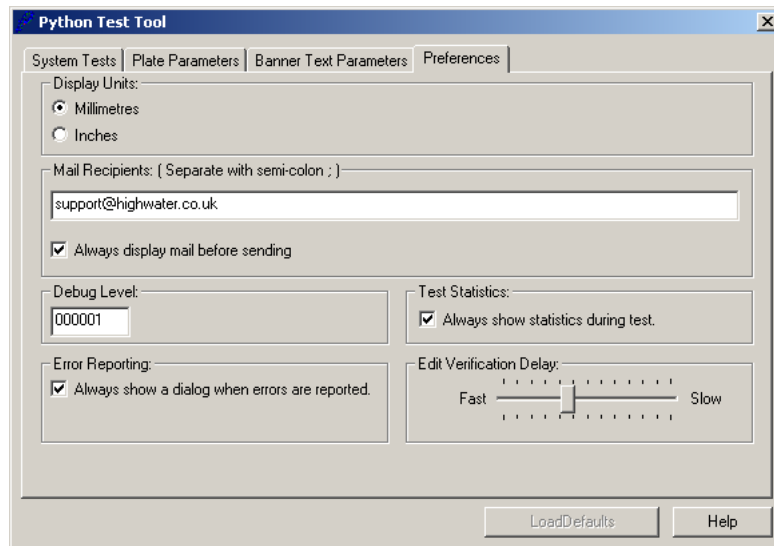 Python Test Tool
System Tests Plate Parameters Banner Text Parameters Preferences
Display Units:
Millimetres
Inches
Mail Recipients: ( Separate with semi-colon ; )
support@highwater.co.uk
Always display mail before sending
Debug Level:
000001
Test Statistics:
Always show statistics during test.
Error Reporting:
Always show a dialog when errors are reported.
Edit Verification Delay:
Fast Slow
LoadDefaults Help